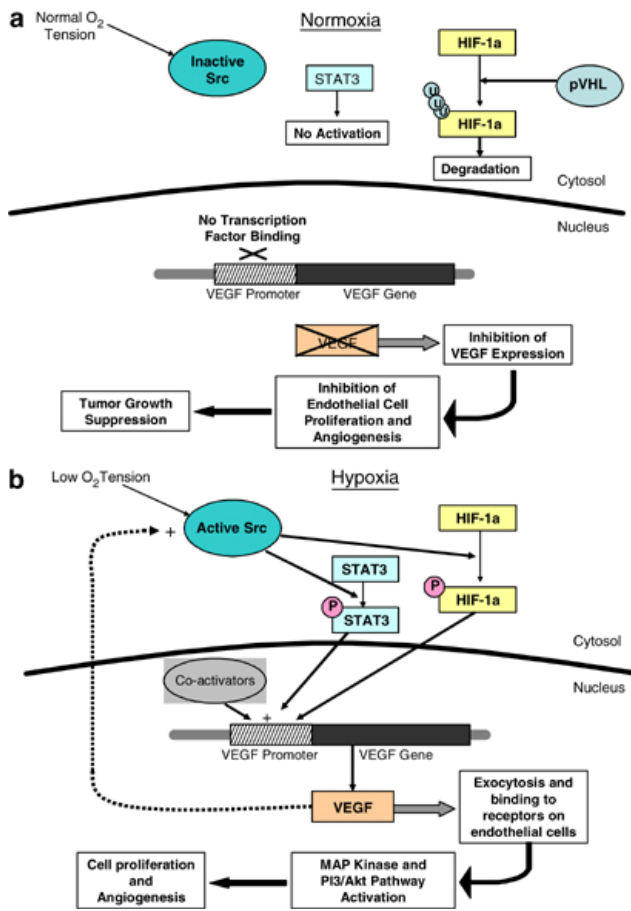 a
Normal O2
Tension
Normoxia
Inactive
Src
STAT3
No Activation
HIF-1a
pVHL
u
u
u
HIF-1a
Degradation
Cytosol
Nucleus
No Transcription
Factor Binding
VEGF Promoter
VEGF Gene
VEGF
Inhibition of
VEGF Expression
Inhibition of
Endothelial Cell
Proliferation and
Angiogenesis
Tumor Growth
Suppression
b
Low O2Tension
Hypoxia
+
Active Src
HIF-1a
STAT3
P
STAT3
P
HIF-1a
Cytosol
Nucleus
Co-activators
+
VEGF Promoter
VEGF Gene
VEGF
Exocytosis and
binding to
receptors on
endothelial cells
MAP Kinase and
PI3/Akt Pathway
Activation
Cell proliferation
and
Angiogenesis